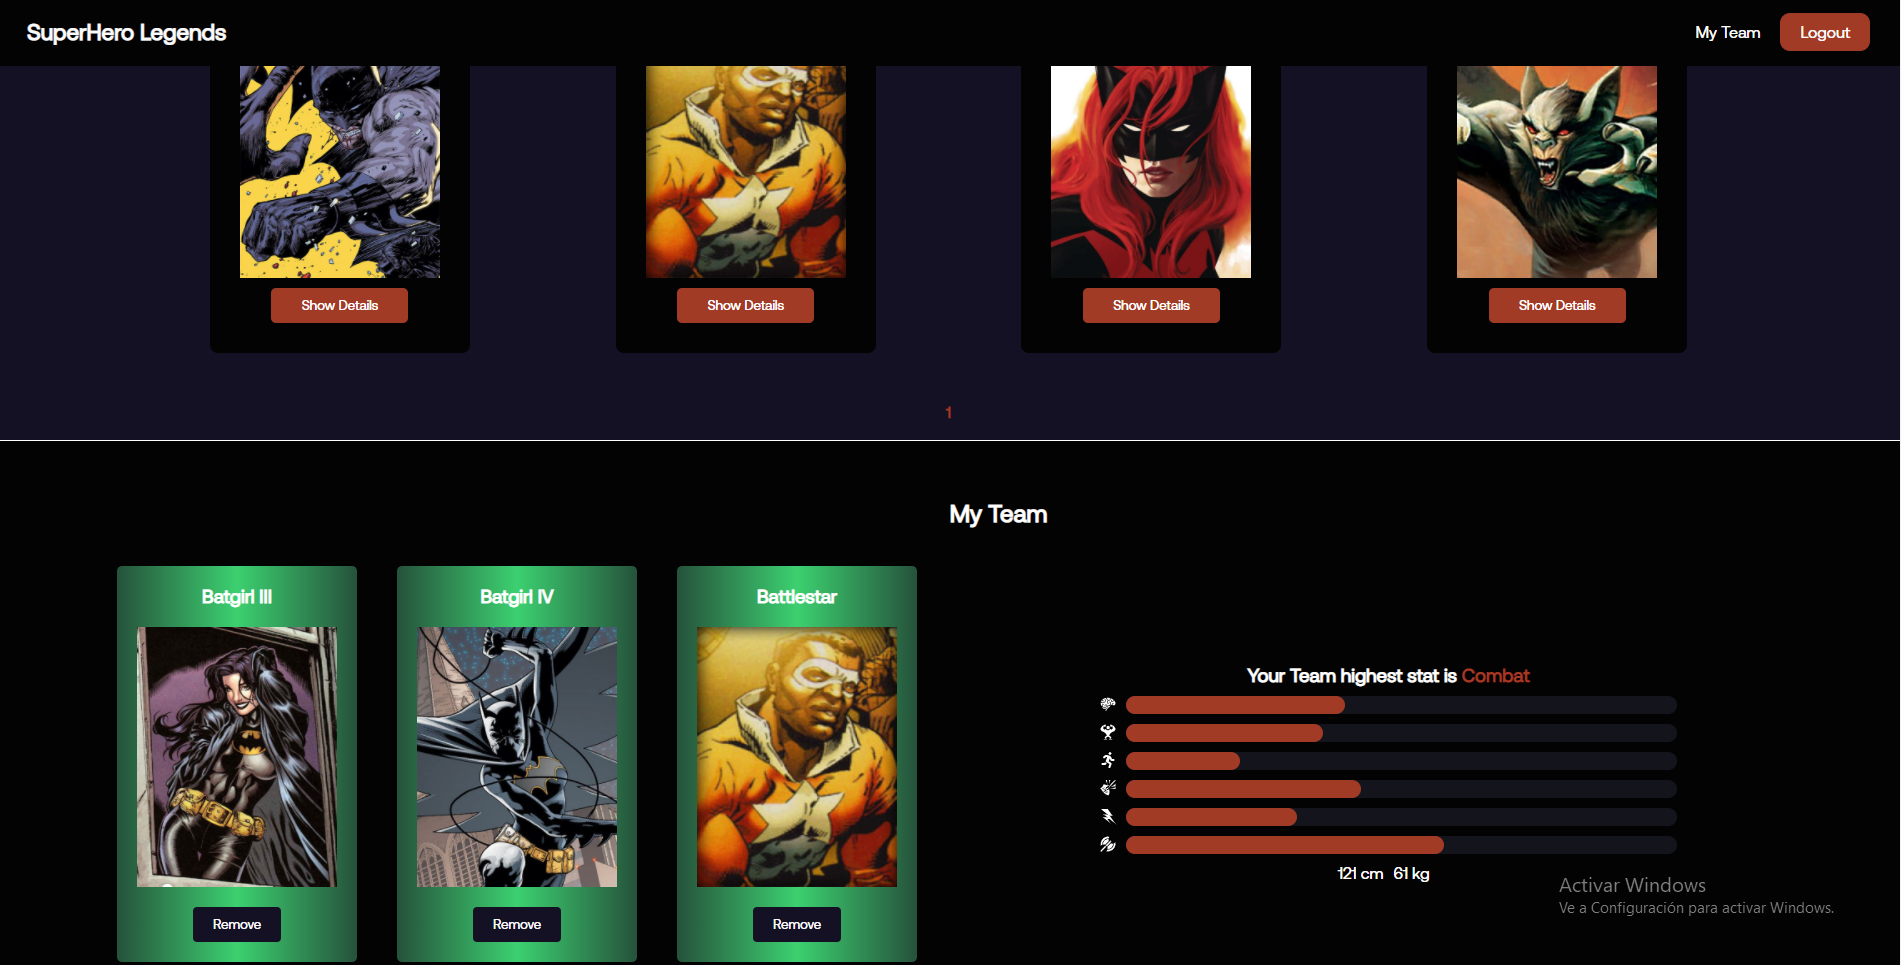 SuperHero Legends
My Team
Logout
Show Details
Show Details
Show Details
Show Details
1
My Team
Batgirl III
Batgirl IV
Battlestar
Remove
Remove
Remove
Your Team highest stat is Combat
121 cm 61 kg
Activar Windows
Ve a Configuración para activar Windows.